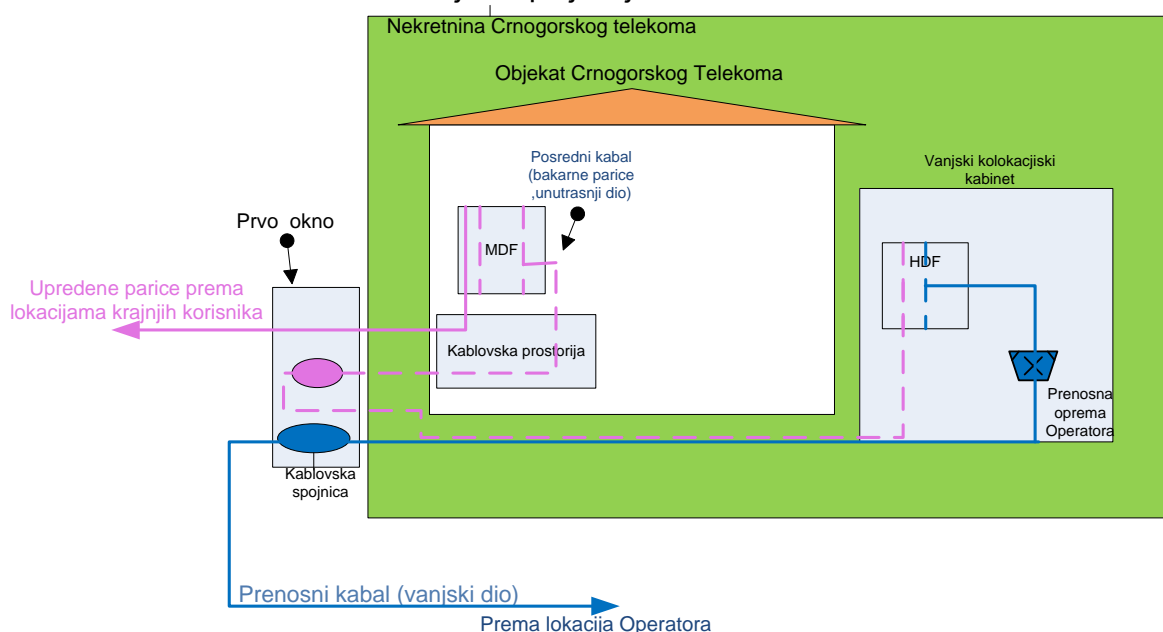 Nekretnina Crnogorskog telekoma
Objekat Crnogorskog Telekoma
Posredni kabal
(bakarne parice
,unutrasnji dio)
Vanjski kolokacjiski
kabinet
Prvo okno
MDF
HDF
Upredene parice prema
lokacijama krajnjih korisnika
Kablovska prostorija
Prenosna
oprema
Operatora
Kablovska
spojnica
Prenosni kabal (vanjski dio)
Prema lokacija Operatora